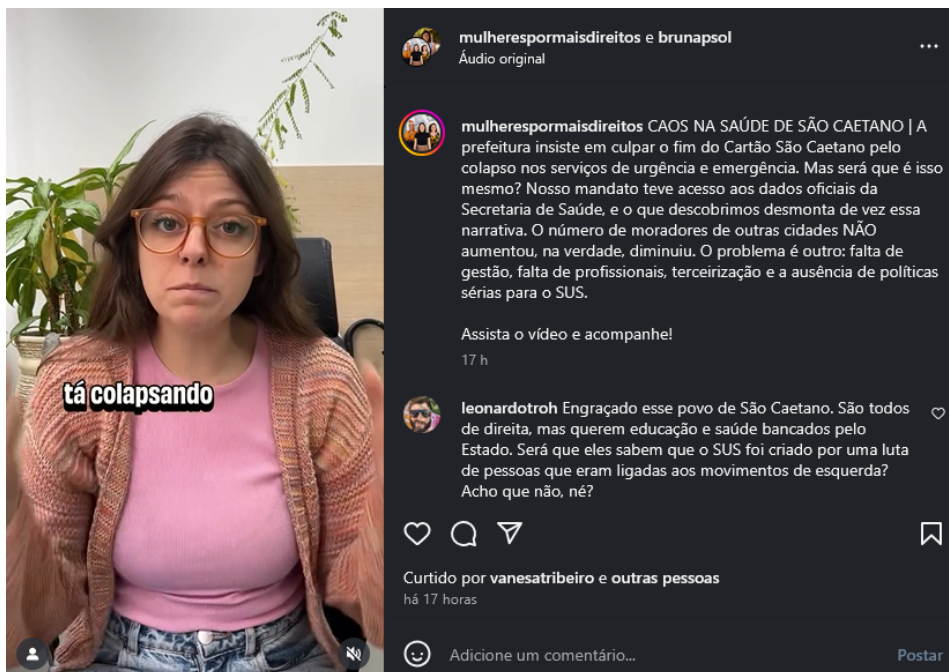 tá colapsando
mulherespormaisdireitos e brunapsol
Áudio original
mulherespormaisdireitos CAOS NA SAÚDE DE SÃO CAETANO | A
prefeitura insiste em culpar o fim do Cartão São Caetano pelo
colapso nos serviços de urgência e emergência. Mas será que é isso
mesmo? Nosso mandato teve acesso aos dados oficiais da
Secretaria de Saúde, e o que descobrimos desmonta de vez essa
narrativa. O número de moradores de outras cidades NÃO
aumentou, na verdade, diminuiu. O problema é outro: falta de
gestão, falta de profissionais, terceirização e a ausência de políticas
sérias para o SUS.
Assista o vídeo e acompanhe!
17 h
leonardotroh Engraçado esse povo de São Caetano. São todos
de direita, mas querem educação e saúde bancados pelo
Estado. Será que eles sabem que o SUS foi criado por uma luta
de pessoas que eram ligadas aos movimentos de esquerda?
Acho que não, né?
Curtido por vanesatribeiro e outras pessoas
há 17 horas
Adicione um comentário...
Postar